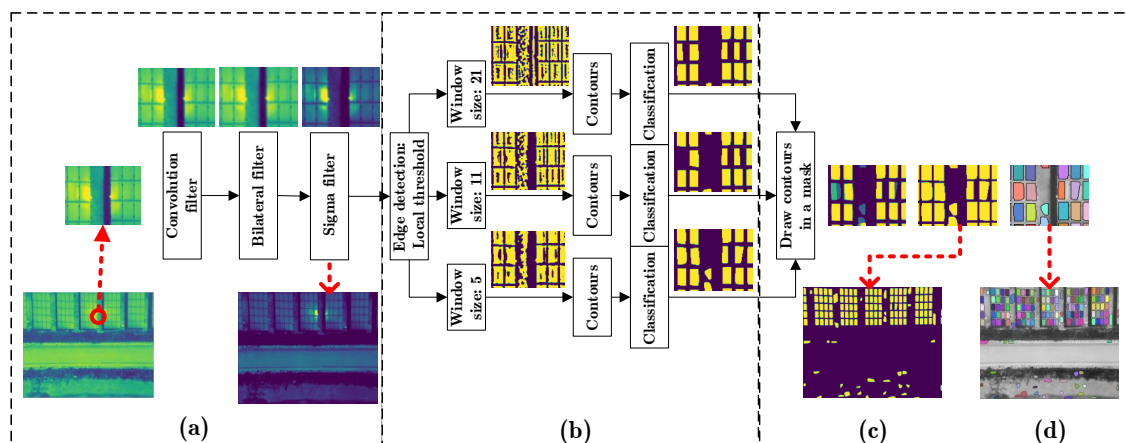 Convolution
filter
Bilateral filter
Sigma filter
Edge detection:
Local threshold
Window
size: 21
Contours
Classification
Window
size: 11
Contours
Classification
Window
size: 5
Contours
Classification
Draw contours
in a mask
(a)
(b)
(c)
(d)